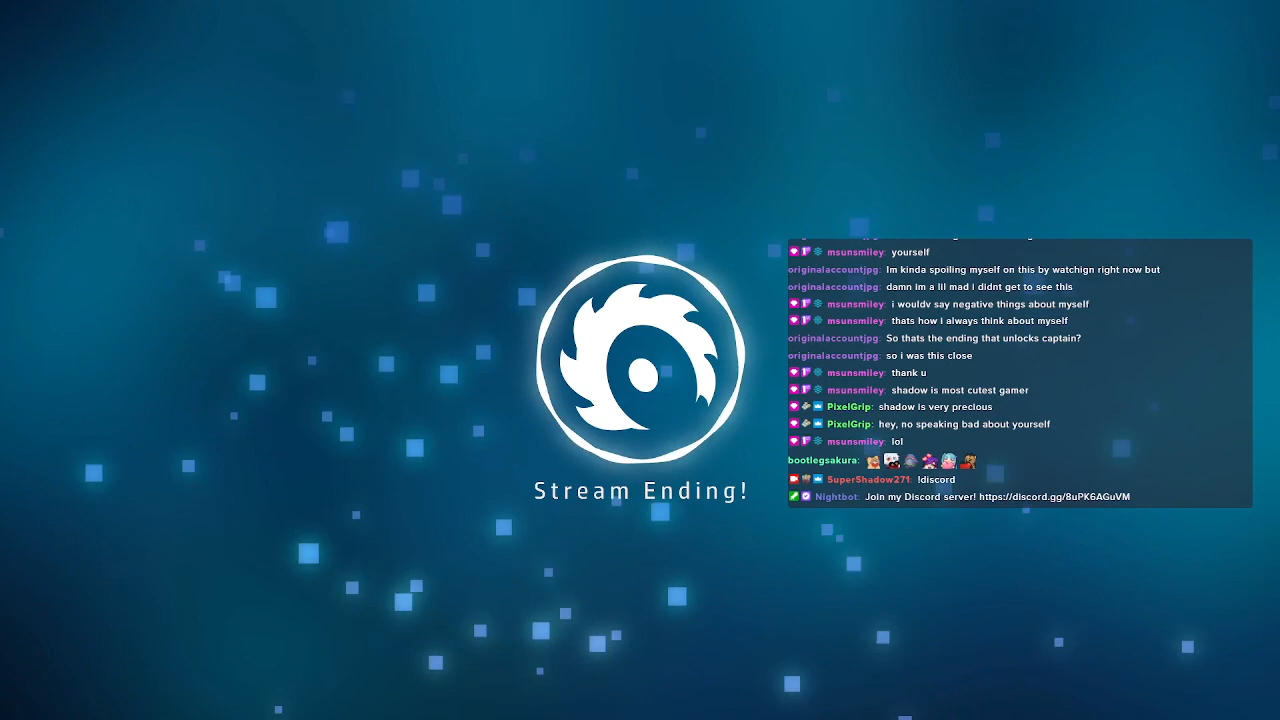 msunsmiley: yourself
originalaccountjpg: Im kinda spoiling myself on this by watchign right now but
originalaccountjpg: damn im a lil mad i didnt get to see this
msunsmiley: i wouldv say negative things about myself
msunsmiley: thats how i always think about myself
originalaccountjpg: So thats the ending that unlocks captain?
originalaccountjpg: so i was this close
msunsmiley: thank u
msunsmiley: shadow is most cutest gamer
PixelGrip: shadow is very precious
PixelGrip: hey, no speaking bad about yourself
msunsmiley: lol
bootlegsakura:
SuperShadow271: !discord
Nightbot: Join my Discord server! https://discord.gg/8uPK6AGuVM
Stream Ending!